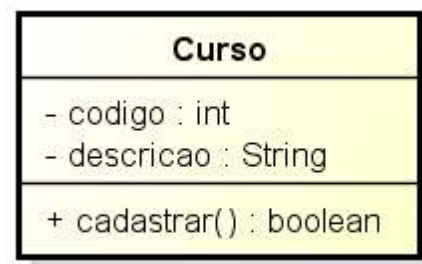 Curso
- codigo : int
- descricao : String
+ cadastrar() : boolean